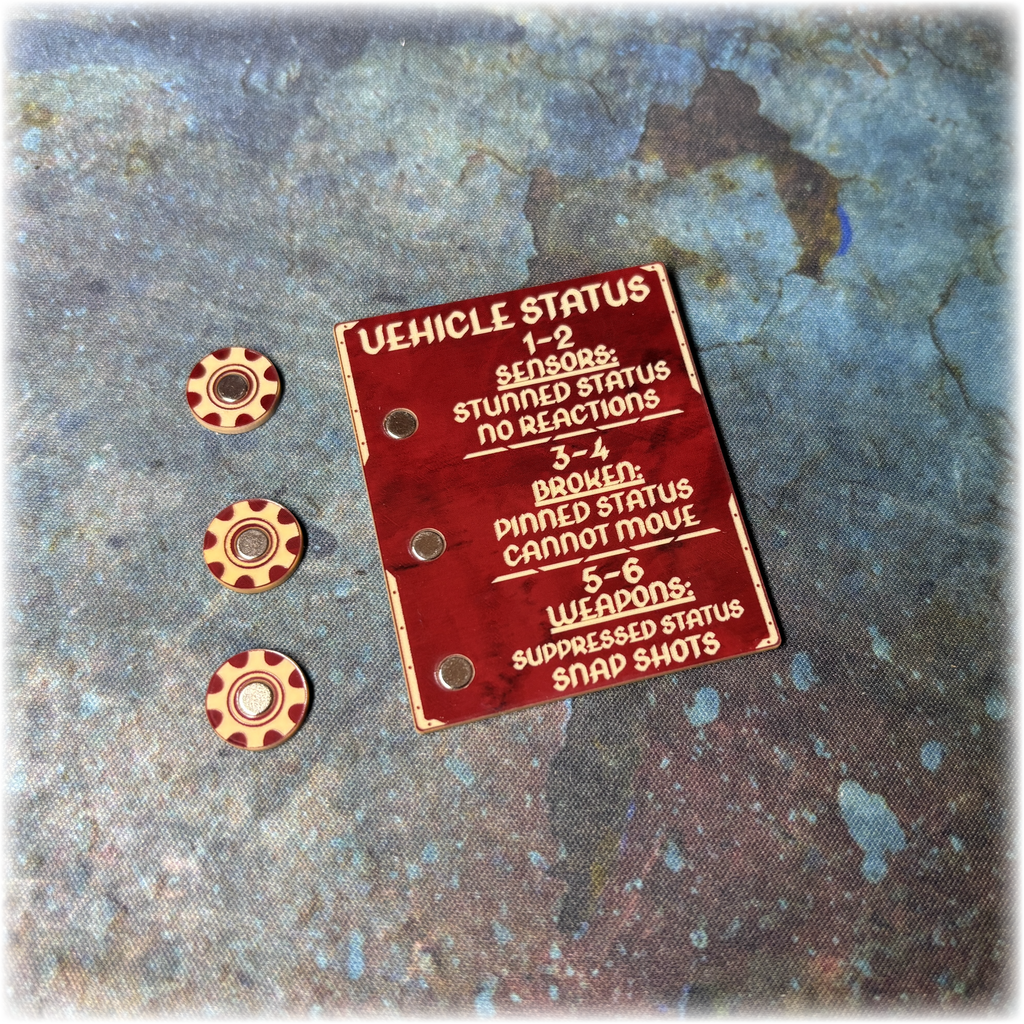 VEHICLE STATUS
1-2
SENSORS:
STUNNED STATUS
NO REACTIONS
3-4
BROKEN:
PINNED STATUS
CANNOT MOVE
5-6
WEAPONS:
SUPPRESSED STATUS
SNAP SHOTS